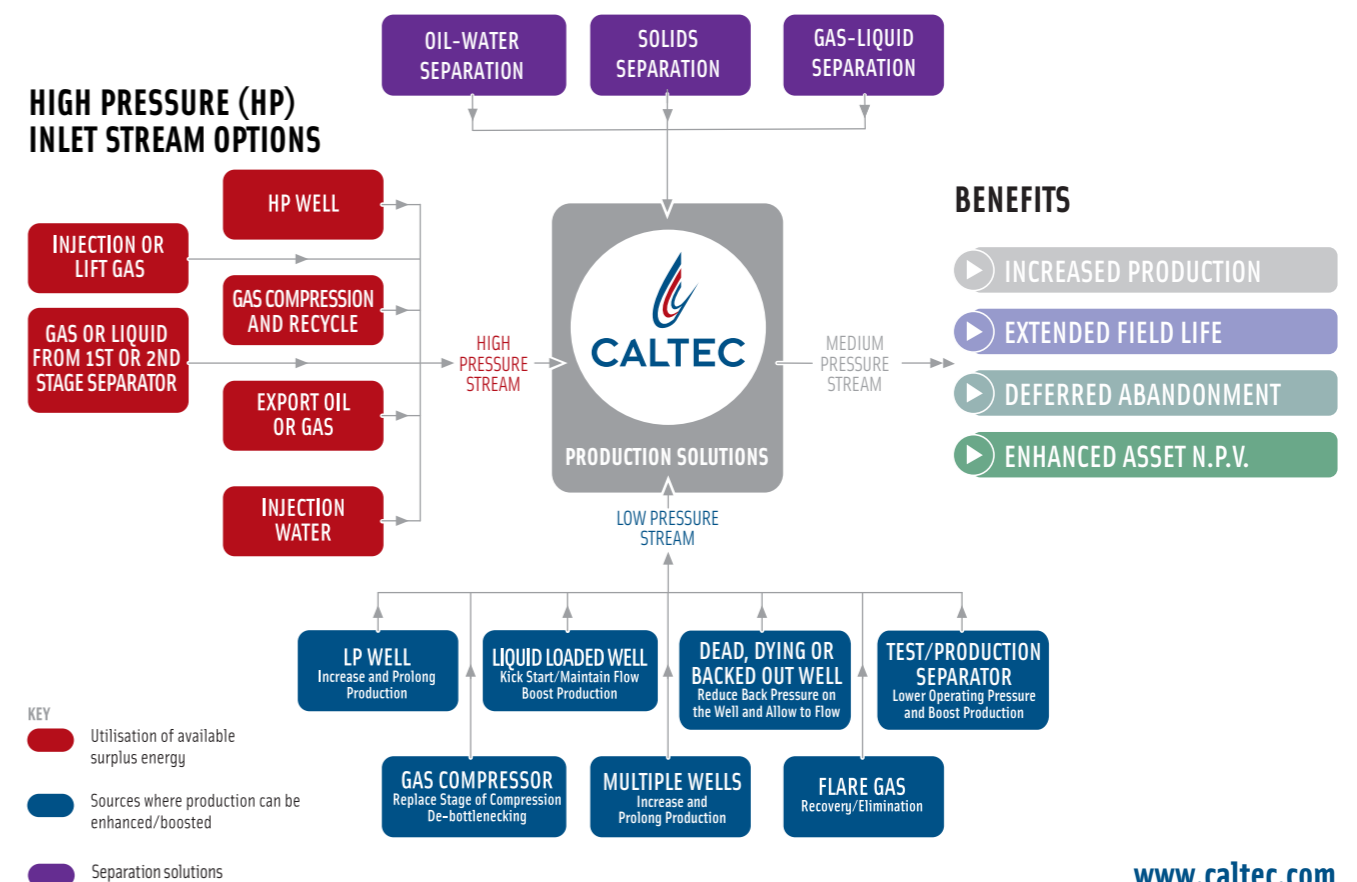 OIL-WATER
SEPARATION
SOLIDS
SEPARATION
GAS-LIQUID
SEPARATION
HIGH PRESSURE (HP)
INLET STREAM OPTIONS
HP WELL
INJECTION OR
LIFT GAS
GAS COMPRESSION
AND RECYCLE
GAS OR LIQUID
FROM 1ST OR 2ND
STAGE SEPARATOR
EXPORT OIL
OR GAS
INJECTION
WATER
HIGH
PRESSURE
STREAM
CALTEC
PRODUCTION SOLUTIONS
MEDIUM
PRESSURE
STREAM
BENEFITS
INCREASED PRODUCTION
EXTENDED FIELD LIFE
DEFERRED ABANDONMENT
ENHANCED ASSET N.P.V.
LOW PRESSURE
STREAM
LP WELL
Increase and Prolong
Production
LIQUID LOADED WELL
Kick Start/Maintain Flow
Boost Production
DEAD, DYING OR
BACKED OUT WELL
Reduce Back Pressure on
the Well and Allow to Flow
TEST/PRODUCTION
SEPARATOR
Lower Operating Pressure
and Boost Production
GAS COMPRESSOR
Replace Stage of Compression
De-bottlenecking
MULTIPLE WELLS
Increase and
Prolong Production
FLARE GAS
Recovery/Elimination
KEY
Utilisation of available
surplus energy
Sources where production can be
enhanced/boosted
Separation solutions
www.caltec.com